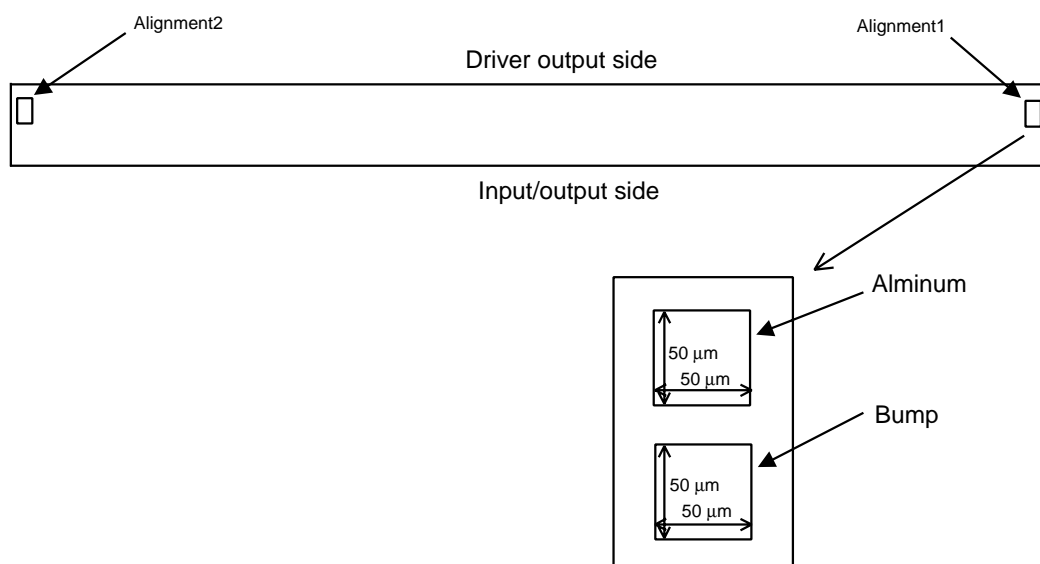 Alignment2
Alignment1
Driver output side
Input/output side
Alminum
50 μm
50 μm
Bump
50 μm
50 μm